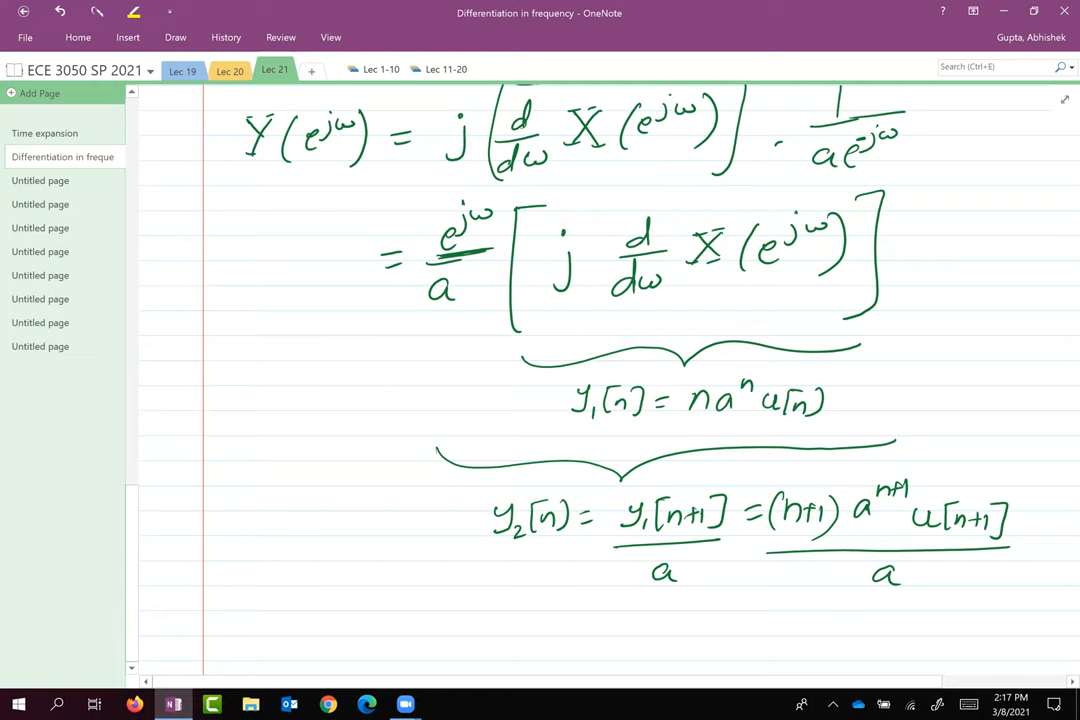 Differentiation in frequency - OneNote
File Home Insert Draw History Review View
Gupta, Abhishek
ECE 3050 SP 2021
Lec 19
Lec 20
Lec 21
+
Lec 1-10
Lec 11-20
Search (Ctrl+E)
Add Page
Time expansion
Differentiation in freque
Untitled page
Untitled page
Untitled page
Untitled page
Untitled page
Untitled page
Untitled page
Untitled page
Y(e^{jω}) = j (d/dω X(e^{jω})) · 1/(ae^{-jω})
= e^{jω}/a [j d/dω X(e^{jω})]
y₁[n] = n aⁿ u[n]
y₂[n] = y₁[n+1]/a = (n+1) a^{n+1} u[n+1]/a
2:17 PM
3/8/2021